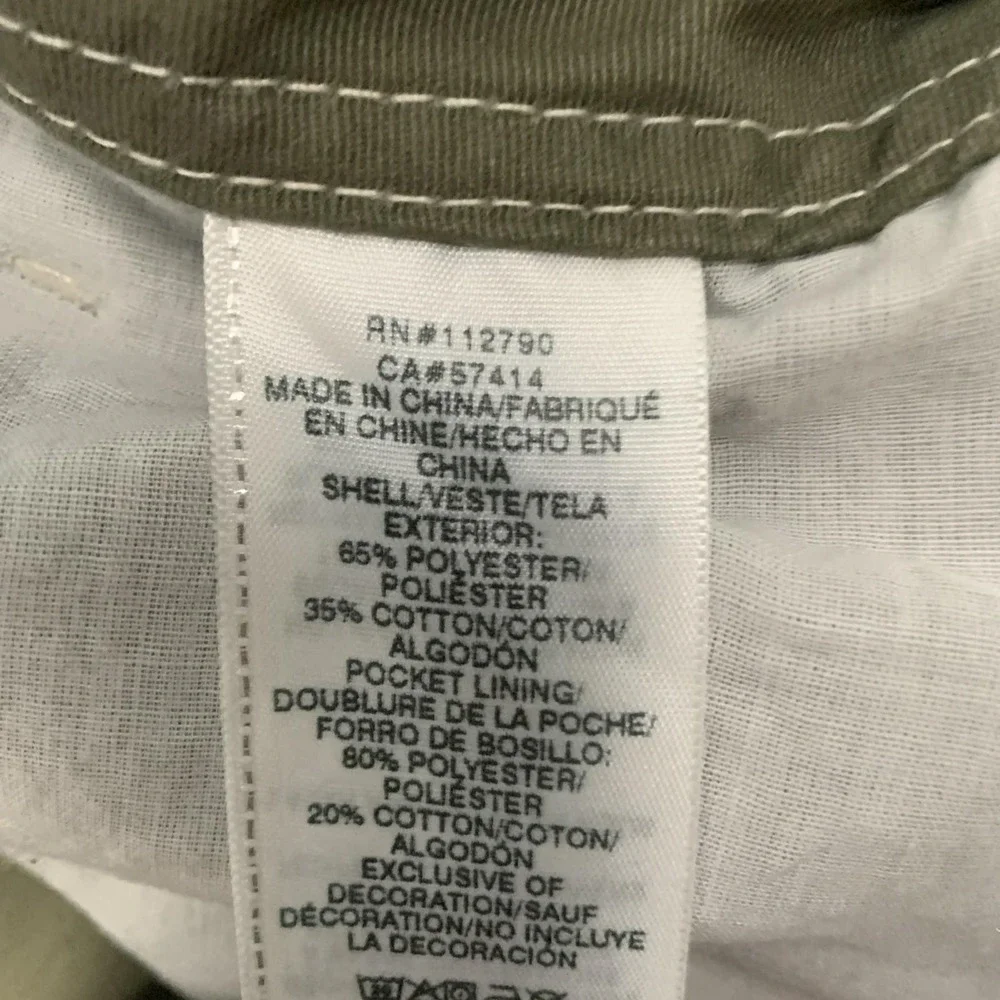 RN#112790
CA#57414
MADE IN CHINA/FABRIQUÉ
EN CHINE/HECHO EN
CHINA
SHELL/VESTE/TELA
EXTERIOR:
65% POLYESTER/
POLIÉSTER
35% COTTON/COTON/
ALGODÓN
POCKET LINING/
DOUBLURE DE LA POCHE/
FORRO DE BOSILLO:
80% POLYESTER/
POLIÉSTER
20% COTTON/COTON/
ALGODÓN
EXCLUSIVE OF
DECORATION/SAUF
DÉCORATION/NO INCLUYE
LA DECORACIÓN